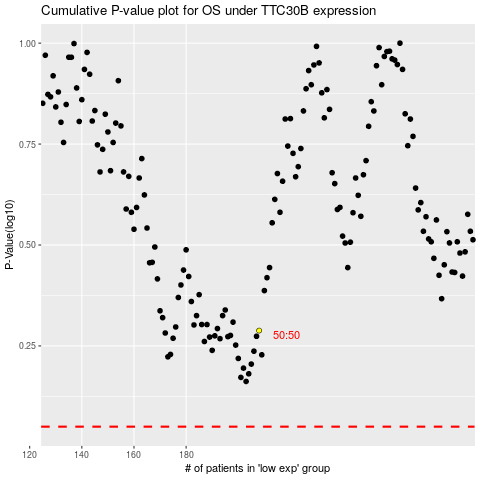 Cumulative P-value plot for OS under TTC30B expression
P-Value(log10)
1.00
0.75
0.50
0.25
50:50
120 140 160 180
# of patients in 'low exp' group